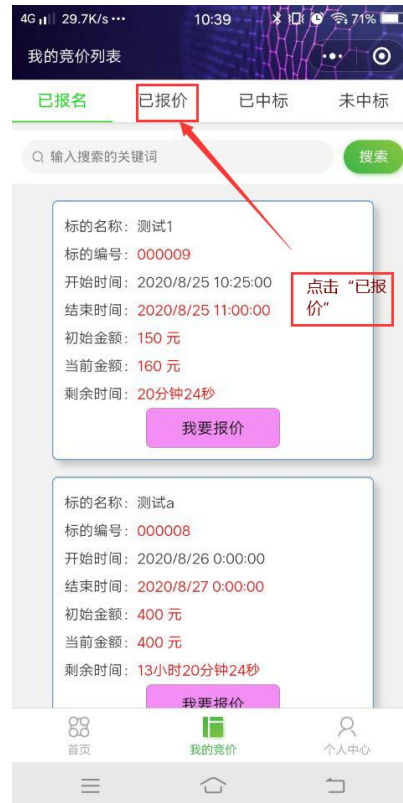 4G 29.7K/s ••• 10:39 71%
我的竞价列表
已报名 已报价 已中标 未中标
输入搜索的关键词 搜索
标的名称：测试1
标的编号：000009
开始时间：2020/8/25 10:25:00
结束时间：2020/8/25 11:00:00
初始金额：150 元
当前金额：160 元
剩余时间：20分钟24秒
我要报价
点击“已报
价”
标的名称：测试a
标的编号：000008
开始时间：2020/8/26 0:00:00
结束时间：2020/8/27 0:00:00
初始金额：400 元
当前金额：400 元
剩余时间：13小时20分钟24秒
我要报价
首页 我的竞价 个人中心